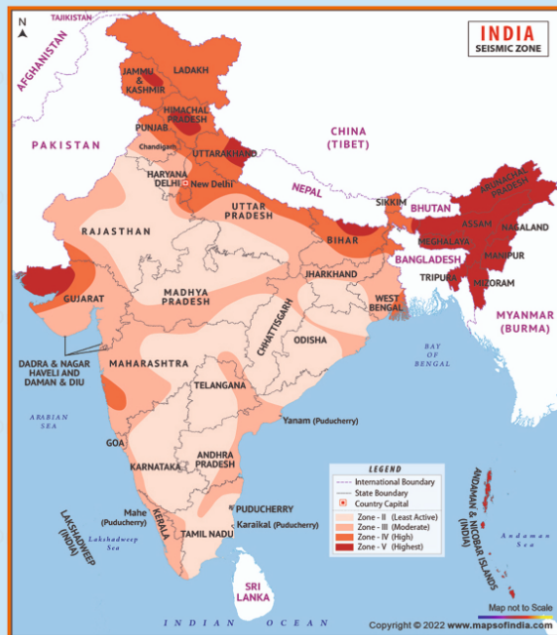 N
TAJIKISTAN
AFGHANISTAN
INDIA
SEISMIC ZONE
LADAKH
JAMMU
&
KASHMIR
HIMACHAL
PRADESH
PUNJAB
Chandigarh
UTTARAKHAND
PAKISTAN
CHINA
(TIBET)
HARYANA
DELHI
New Delhi
NEPAL
SIKKIM
BHUTAN
ARUNACHAL PRADESH
ASSAM
NAGALAND
MEGHALAYA
MANIPUR
BANGLADESH
TRIPURA
MIZORAM
RAJASTHAN
UTTAR
PRADESH
BIHAR
JHARKHAND
WEST
BENGAL
MYANMAR
(BURMA)
GUJARAT
MADHYA
PRADESH
CHHATTISGARH
ODISHA
BAY
OF
BENGAL
DADRA & NAGAR
HAVELI AND
DAMAN & DIU
MAHARASHTRA
TELANGANA
ARABIAN
SEA
Yanam (Puducherry)
GOA
ANDHRA
PRADESH
KARNATAKA
LEGEND
International Boundary
State Boundary
Country Capital
Zone - II (Least Active)
Zone - III (Moderate)
Zone - IV (High)
Zone - V (Highest)
ANDAMAN & NICOBAR ISLANDS
(INDIA)
Andaman
Sea
LAKSHADWEEP
(INDIA)
Lakshadweep
Sea
Mahe
(Puducherry)
KERALA
PUDUCHERRY
Karaikal (Puducherry)
TAMIL NADU
SRI
LANKA
INDIAN OCEAN
Map not to Scale
Copyright © 2022 www.mapsofindia.com